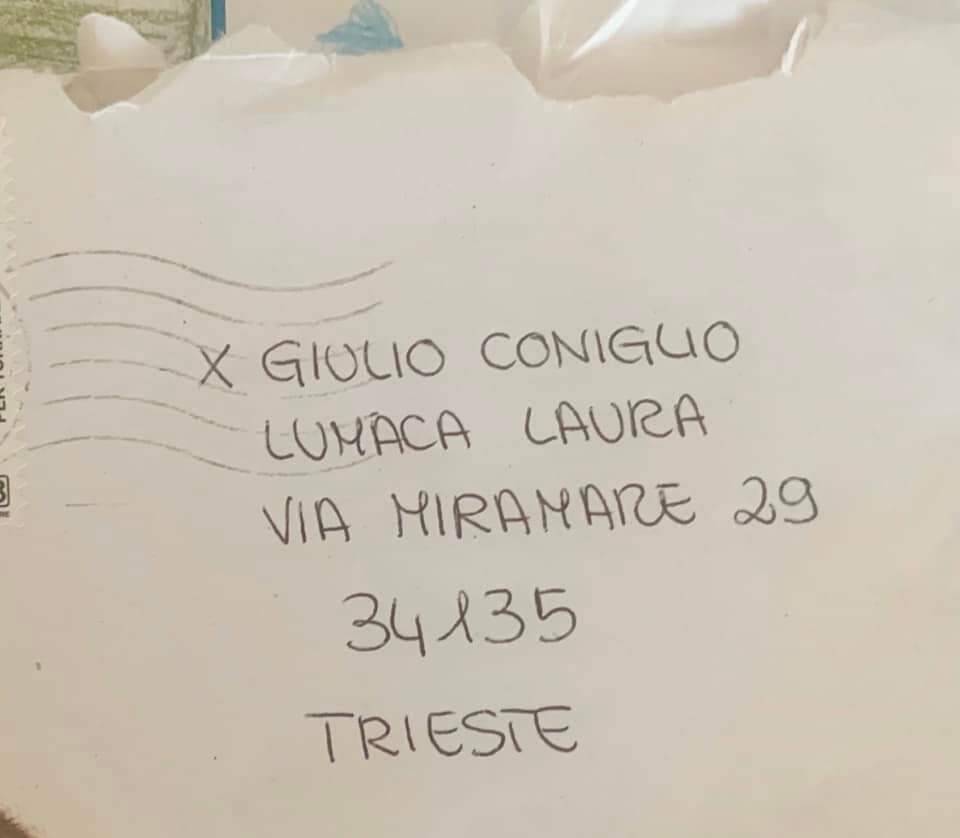 X GIULIO CONIGLIO
LUMACA LAURA
VIA MIRAMARE 29
34135
TRIESTE